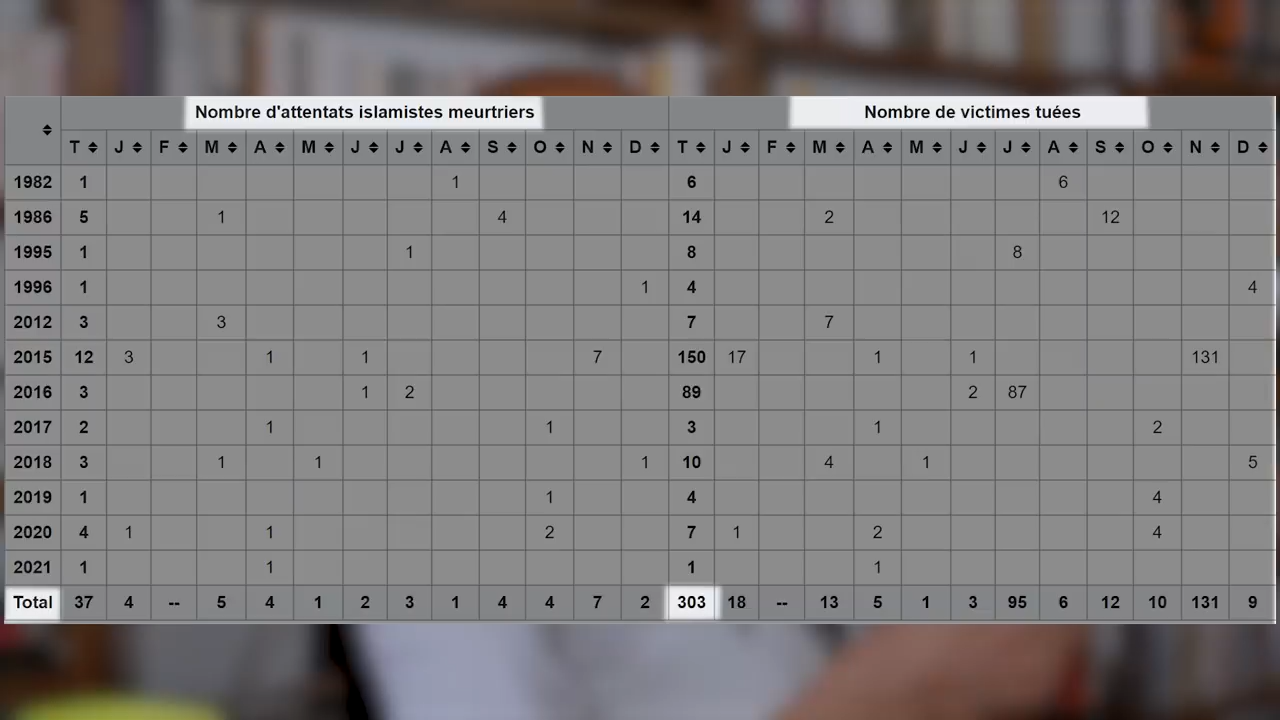 Nombre d'attentats islamistes meurtriers Nombre de victimes tuées
T J F M A M J J A S O N D T J F M A M J J A S O N D
1982 1 1 6 6
1986 5 1 4 14 2 12
1995 1 1 8 8
1996 1 1 4 4
2012 3 3 7 7
2015 12 3 1 1 7 150 17 1 1 131
2016 3 1 2 89 2 87
2017 2 1 1 3 1 2
2018 3 1 1 1 10 4 1 5
2019 1 1 4 4
2020 4 1 1 2 7 1 2 4
2021 1 1 1 1
Total 37 4 -- 5 4 1 2 3 1 4 4 7 2 303 18 -- 13 5 1 3 95 6 12 10 131 9